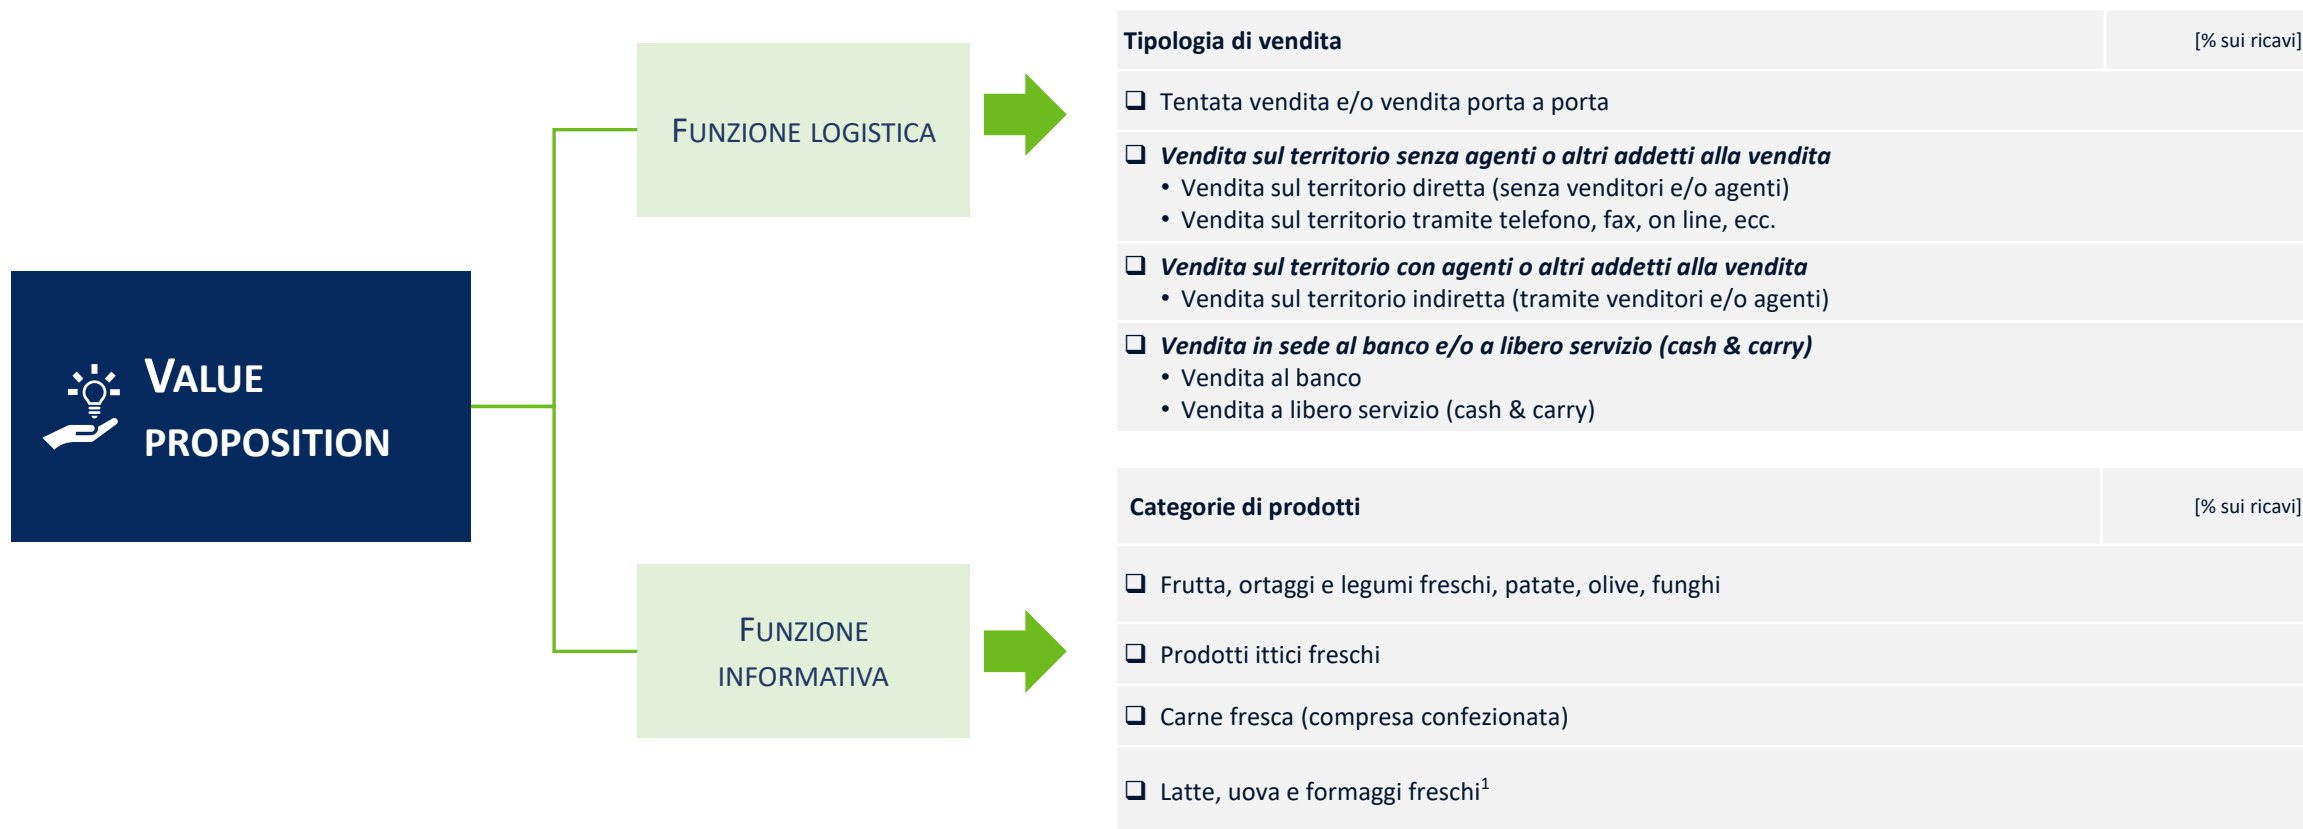 VALUE
PROPOSITION
FUNZIONE LOGISTICA
Tipologia di vendita [% sui ricavi]
❑ Tentata vendita e/o vendita porta a porta
❑ Vendita sul territorio senza agenti o altri addetti alla vendita
• Vendita sul territorio diretta (senza venditori e/o agenti)
• Vendita sul territorio tramite telefono, fax, on line, ecc.
❑ Vendita sul territorio con agenti o altri addetti alla vendita
• Vendita sul territorio indiretta (tramite venditori e/o agenti)
❑ Vendita in sede al banco e/o a libero servizio (cash & carry)
• Vendita al banco
• Vendita a libero servizio (cash & carry)
FUNZIONE
INFORMATIVA
Categorie di prodotti [% sui ricavi]
❑ Frutta, ortaggi e legumi freschi, patate, olive, funghi
❑ Prodotti ittici freschi
❑ Carne fresca (compresa confezionata)
❑ Latte, uova e formaggi freschi¹